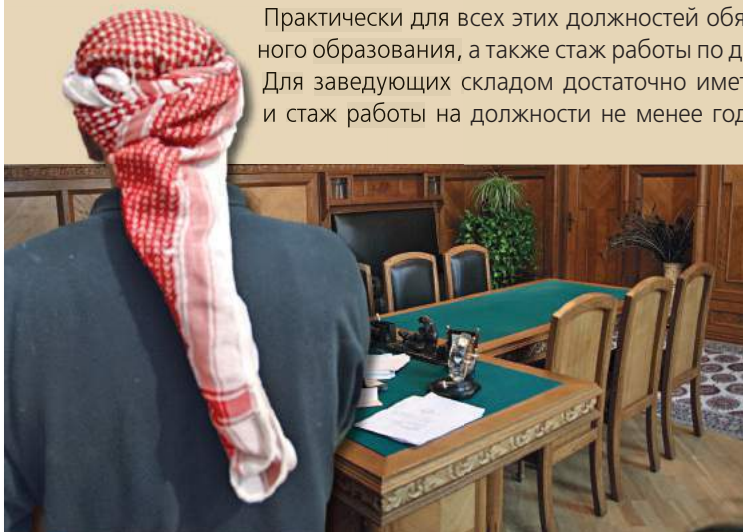 Практически для всех этих должностей обя
ного образования, а также стаж работы по д
Для заведующих складом достаточно имет
и стаж работы на должности не менее год